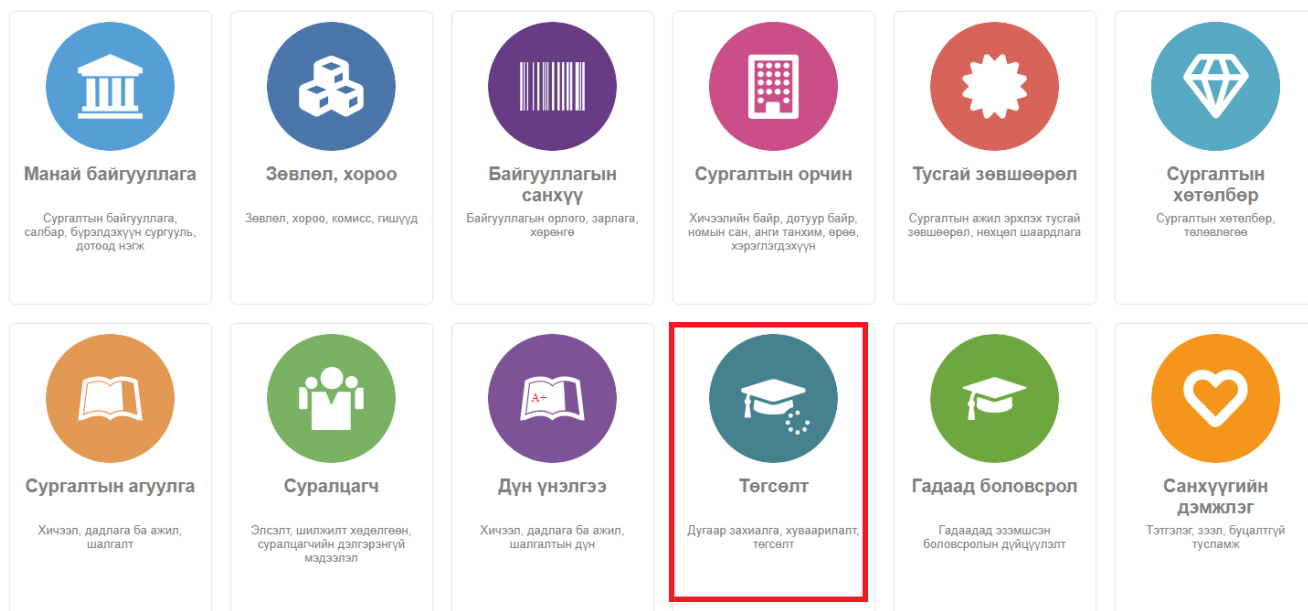 Манай байгууллага
Сургалтын байгууллага,
салбар, бүрэлдэхүүн сургууль,
дотоод нэгж
Зөвлөл, хороо
Зөвлөл, хороо, комисс, гишүүд
Байгууллагын
санхүү
Байгууллагын орлого, зарлага,
хөрөнгө
Сургалтын орчин
Хичээлийн байр, дотуур байр,
номын сан, анги танхим, өрөө,
хэрэглэгдэхүүн
Тусгай зөвшөөрөл
Сургалтын ажил эрхлэх тусгай
зөвшөөрөл, нөхцөл шаардлага
Сургалтын
хөтөлбөр
Сургалтын хөтөлбөр,
төлөвлөгөө
Сургалтын агуулга
Хичээл, дадлага ба ажил,
шалгалт
Суралцагч
Элсэлт, шилжилт хөдөлгөөн,
суралцагчийн дэлгэрэнгүй
мэдээлэл
A+
Дүн үнэлгээ
Хичээл, дадлага ба ажил,
шалгалтын дүн
Төгсөлт
Дугаар захиалга, хуваарилалт,
төгсөлт
Гадаад боловсрол
Гадаадад эзэмшсэн
боловсролын дүйцүүлэлт
Санхүүгийн
дэмжлэг
Тэтгэлэг, зээл, буцалтгүй
тусламж